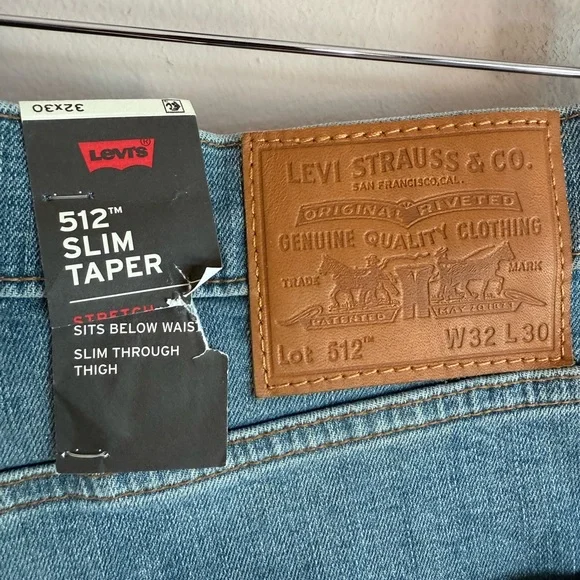 32x30
LEVI'S
512™
SLIM
TAPER
STRETCH
SITS BELOW WAIST
SLIM THROUGH
THIGH
LEVI STRAUSS & CO.
SAN FRANCISCO, CAL.
ORIGINAL RIVETED
GENUINE QUALITY CLOTHING
TRADE MARK
PATENTED MAY 20 1873
Lot 512™ W32 L30